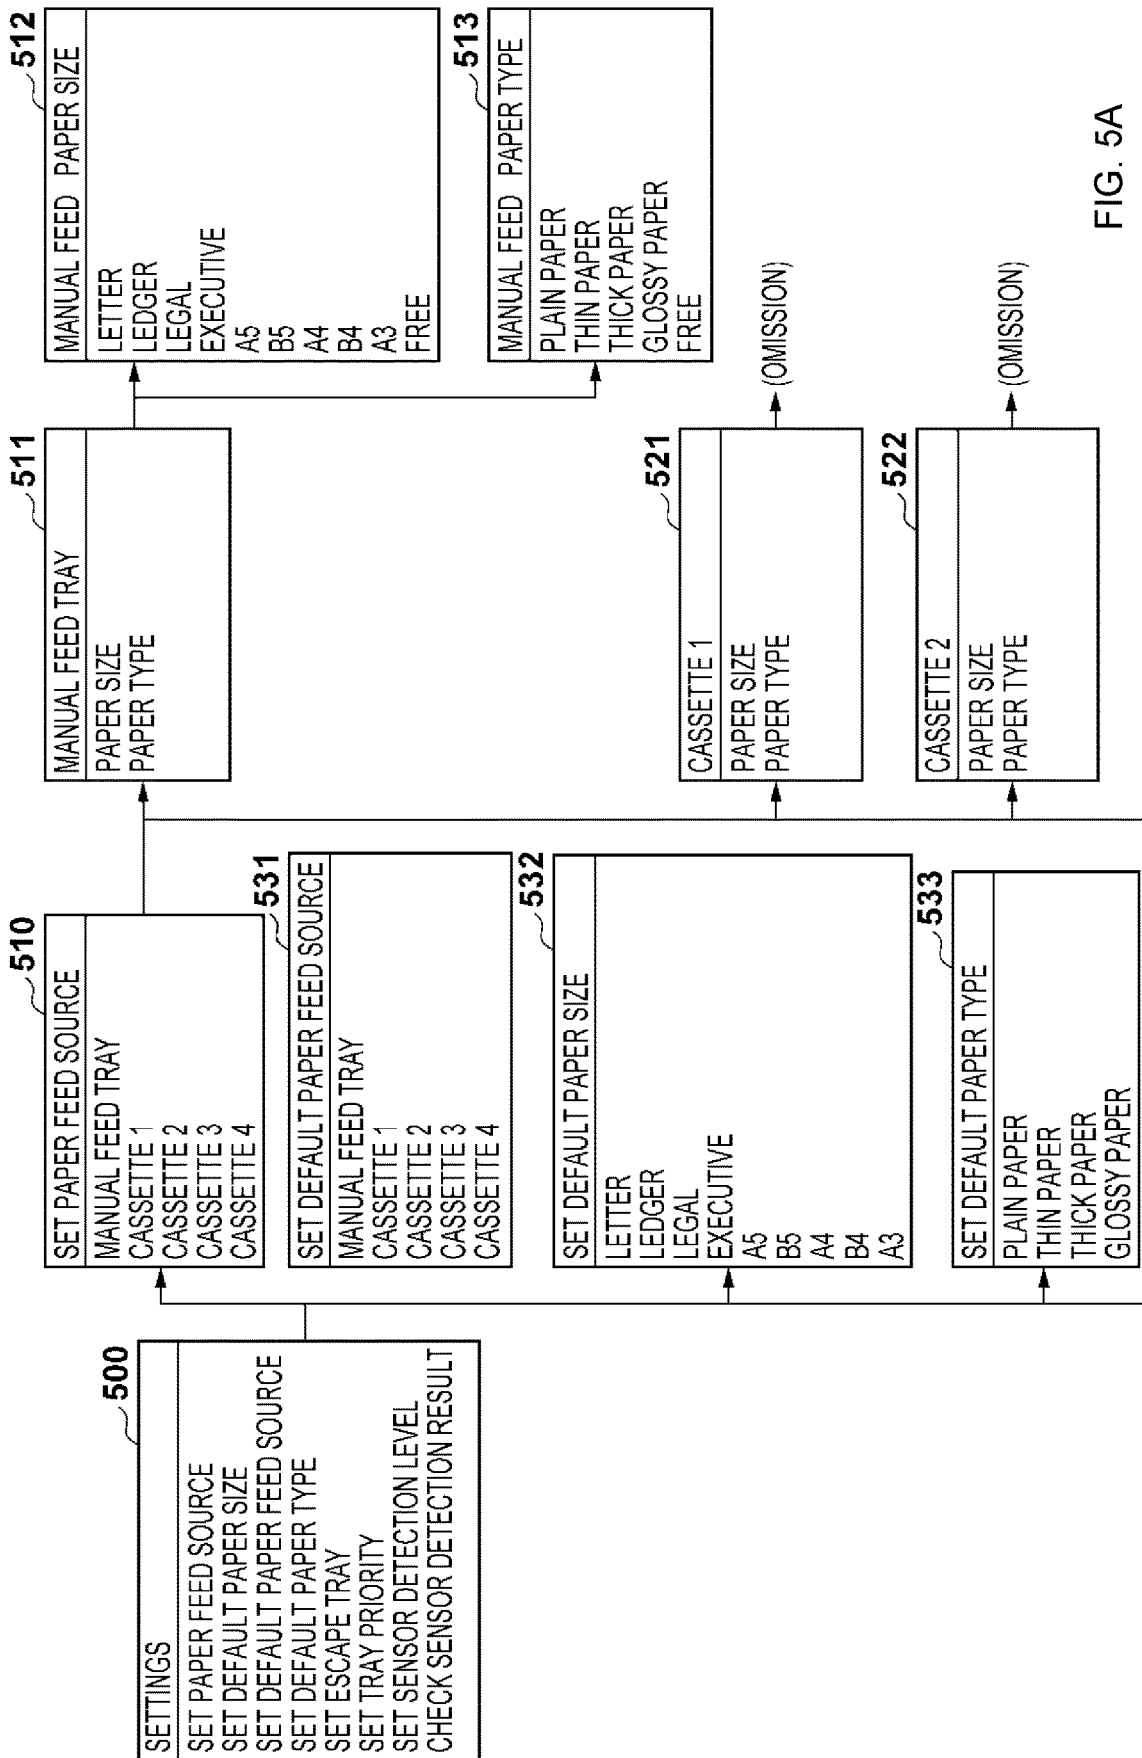 500
SETTINGS
SET PAPER FEED SOURCE
SET DEFAULT PAPER SIZE
SET DEFAULT PAPER FEED SOURCE
SET DEFAULT PAPER TYPE
SET ESCAPE TRAY
SET TRAY PRIORITY
SET SENSOR DETECTION LEVEL
CHECK SENSOR DETECTION RESULT
510
SET PAPER FEED SOURCE
MANUAL FEED TRAY
CASSETTE 1
CASSETTE 2
CASSETTE 3
CASSETTE 4
531
SET DEFAULT PAPER FEED SOURCE
MANUAL FEED TRAY
CASSETTE 1
CASSETTE 2
CASSETTE 3
CASSETTE 4
532
SET DEFAULT PAPER SIZE
LETTER
LEDGER
LEGAL
EXECUTIVE
A5
B5
A4
B4
A3
533
SET DEFAULT PAPER TYPE
PLAIN PAPER
THIN PAPER
THICK PAPER
GLOSSY PAPER
511
MANUAL FEED TRAY
PAPER SIZE
PAPER TYPE
521
CASSETTE 1
PAPER SIZE
PAPER TYPE
(OMISSION)
522
CASSETTE 2
PAPER SIZE
PAPER TYPE
(OMISSION)
512
MANUAL FEED PAPER SIZE
LETTER
LEDGER
LEGAL
EXECUTIVE
A5
B5
A4
B4
A3
FREE
513
MANUAL FEED PAPER TYPE
PLAIN PAPER
THIN PAPER
THICK PAPER
GLOSSY PAPER
FREE
FIG. 5A